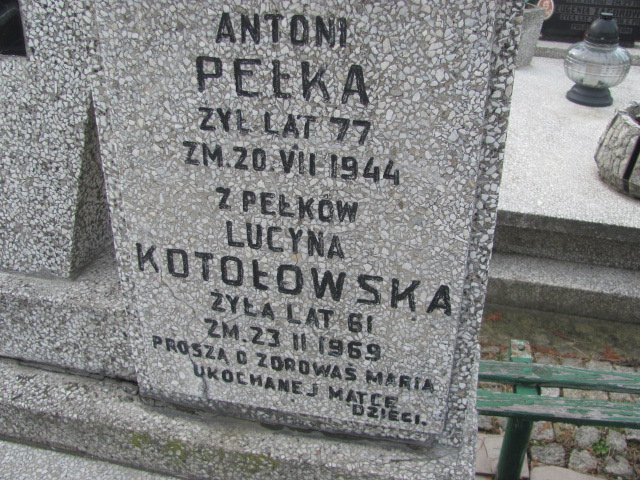 ANTONI
PEŁKA
ŻYŁ LAT 77
ZM. 20. VII 1944
Z PEŁKÓW
LUCYNA
KOTOŁOWSKA
ŻYŁA LAT 61
ZM. 23 II 1969
PROSZĄ O ZDROWAŚ MARIA
UKOCHANEJ MATCE
DZIECI.